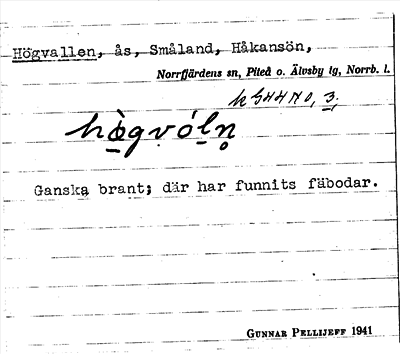 Högvallen, ås, Småland, Håkansön,
Norrfjärdens sn, Piteå o. Älvsby tg, Norrb. l.
3.
Ganska brant; där har funnits fäbodar.
GUNNAR PELLIJEFF 1941